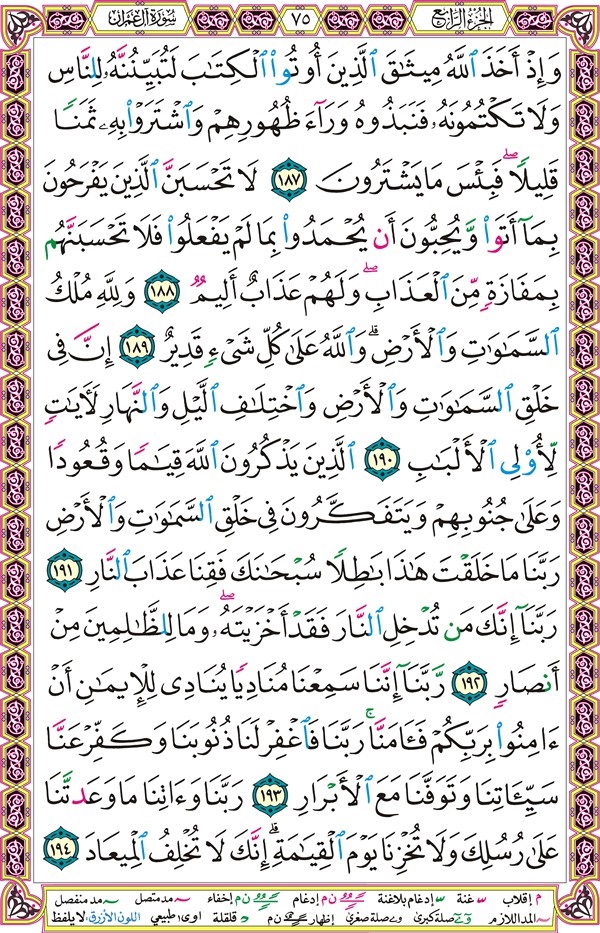 الجزء الرابع ٧٥ سورة آل عمران
وَإِذْ أَخَذَ ٱللَّهُ مِيثَٰقَ ٱلَّذِينَ أُوتُوا۟ ٱلْكِتَٰبَ لَتُبَيِّنُنَّهُۥ لِلنَّاسِ
وَلَا تَكْتُمُونَهُۥ فَنَبَذُوهُ وَرَآءَ ظُهُورِهِمْ وَٱشْتَرَوْا۟ بِهِۦ ثَمَنًا
قَلِيلًا ۖ فَبِئْسَ مَا يَشْتَرُونَ ١٨٧ لَا تَحْسَبَنَّ ٱلَّذِينَ يَفْرَحُونَ
بِمَآ أَتَوا۟ وَّيُحِبُّونَ أَن يُحْمَدُوا۟ بِمَا لَمْ يَفْعَلُوا۟ فَلَا تَحْسَبَنَّهُم
بِمَفَازَةٍ مِّنَ ٱلْعَذَابِ ۖ وَلَهُمْ عَذَابٌ أَلِيمٌ ١٨٨ وَلِلَّهِ مُلْكُ
ٱلسَّمَٰوَٰتِ وَٱلْأَرْضِ ۗ وَٱللَّهُ عَلَىٰ كُلِّ شَىْءٍ قَدِيرٌ ١٨٩ إِنَّ فِى
خَلْقِ ٱلسَّمَٰوَٰتِ وَٱلْأَرْضِ وَٱخْتِلَٰفِ ٱلَّيْلِ وَٱلنَّهَارِ لَءَايَٰتٍ
لِّأُو۟لِى ٱلْأَلْبَٰبِ ١٩٠ ٱلَّذِينَ يَذْكُرُونَ ٱللَّهَ قِيَٰمًا وَقُعُودًا
وَعَلَىٰ جُنُوبِهِمْ وَيَتَفَكَّرُونَ فِى خَلْقِ ٱلسَّمَٰوَٰتِ وَٱلْأَرْضِ
رَبَّنَا مَا خَلَقْتَ هَٰذَا بَٰطِلًا سُبْحَٰنَكَ فَقِنَا عَذَابَ ٱلنَّارِ ١٩١
رَبَّنَآ إِنَّكَ مَن تُدْخِلِ ٱلنَّارَ فَقَدْ أَخْزَيْتَهُۥ ۖ وَمَا لِلظَّٰلِمِينَ مِنْ
أَنصَارٍ ١٩٢ رَّبَّنَآ إِنَّنَا سَمِعْنَا مُنَادِيًا يُنَادِى لِلْإِيمَٰنِ أَنْ
ءَامِنُوا۟ بِرَبِّكُمْ فَـَٔامَنَّا ۚ رَبَّنَا فَٱغْفِرْ لَنَا ذُنُوبَنَا وَكَفِّرْ عَنَّا
سَيِّـَٔاتِنَا وَتَوَفَّنَا مَعَ ٱلْأَبْرَارِ ١٩٣ رَبَّنَا وَءَاتِنَا مَا وَعَدتَّنَا
عَلَىٰ رُسُلِكَ وَلَا تُخْزِنَا يَوْمَ ٱلْقِيَٰمَةِ ۗ إِنَّكَ لَا تُخْلِفُ ٱلْمِيعَادَ ١٩٤
م إقلاب غنة إدغام بلاغنة ن م إدغام ن م إخفاء مد متصل مد منفصل
المد اللازم صلة كبرى صلة صغرى إظهار ن م قلقلة اوى؛ طبيعي اللون الأزرق: لا يلفظ